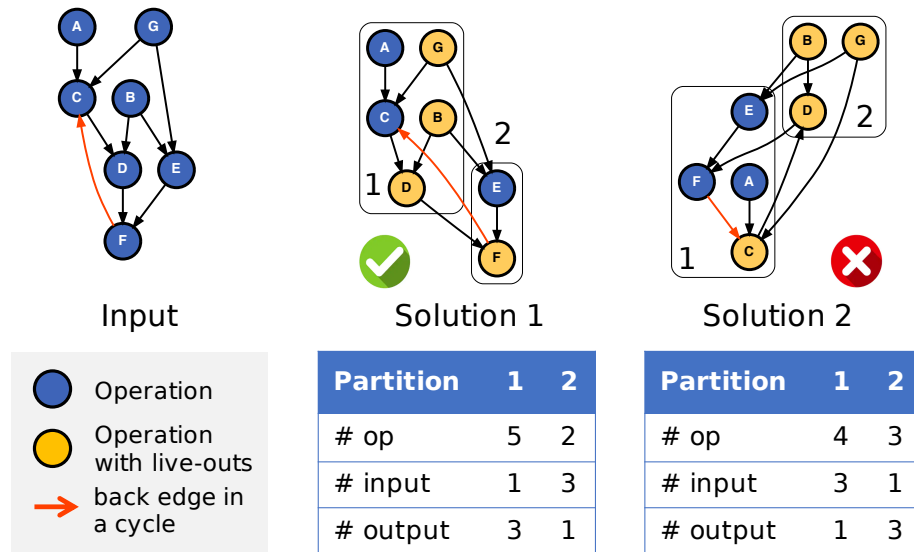 A G
C B
D E
F
Input
A G
C B
2
1 D E
F
Solution 1
B G
E D 2
F A
1 C
Solution 2
Operation
Operation
with live-outs
back edge in
a cycle
Partition 1 2
# op 5 2
# input 1 3
# output 3 1
Partition 1 2
# op 4 3
# input 3 1
# output 1 3